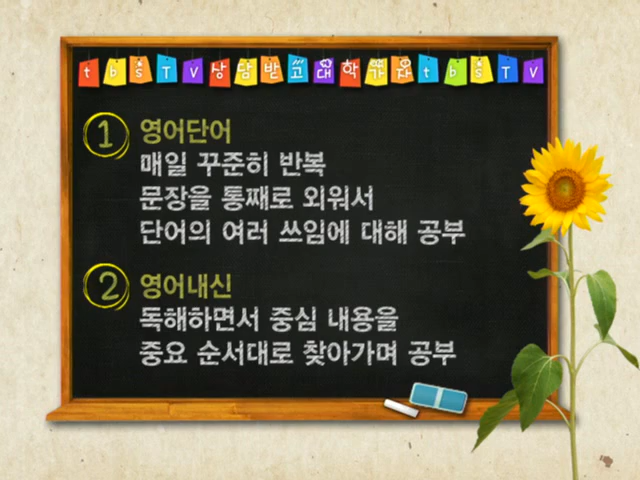 tbsTV상담받고대학가자tbsTV
1 영어단어
매일 꾸준히 반복
문장을 통째로 외워서
단어의 여러 쓰임에 대해 공부
2 영어내신
독해하면서 중심 내용을
중요 순서대로 찾아가며 공부